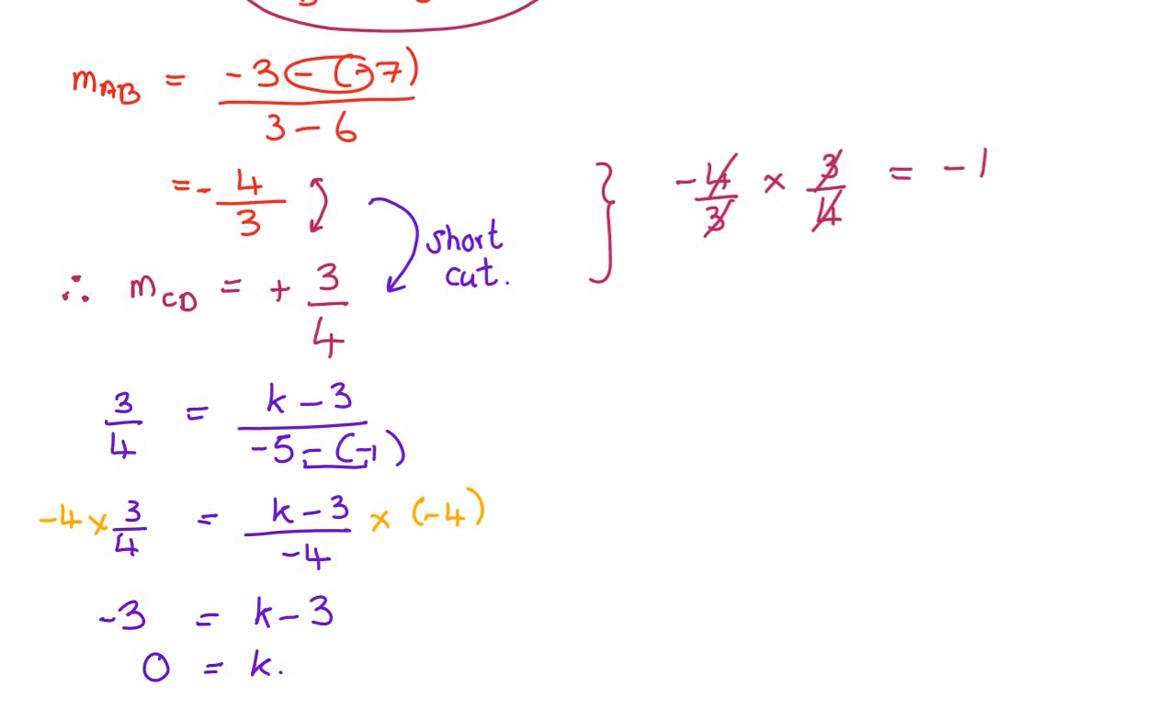 m_AB = (-3 - (-7)) / (3 - 6)
= - 4/3
short
cut.
∴ m_CD = + 3/4
} -4/3 × 3/4 = -1
3/4 = (k - 3) / (-5 - (-1))
-4 × 3/4 = (k - 3)/-4 × (-4)
-3 = k - 3
0 = k.